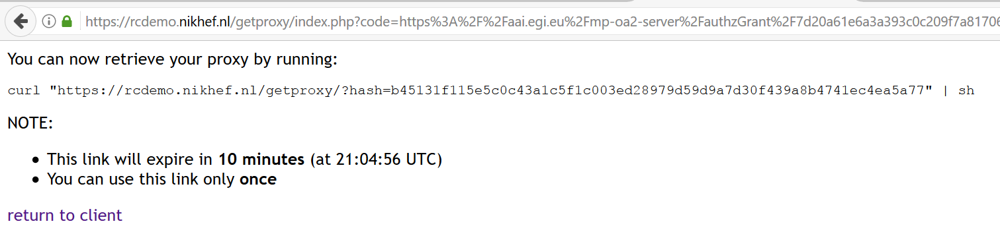 https://rcdemo.nikhef.nl/getproxy/index.php?code=https%3A%2F%2Faai.egi.eu%2Fmp-oa2-server%2FauthzGrant%2F7d20a61e6a3a393c0c209f7a81706
You can now retrieve your proxy by running:
curl "https://rcdemo.nikhef.nl/getproxy/?hash=b45131f115e5c0c43a1c5f1c003ed28979d59d9a7d30f439a8b4741ec4ea5a77" | sh
NOTE:
• This link will expire in 10 minutes (at 21:04:56 UTC)
• You can use this link only once
return to client